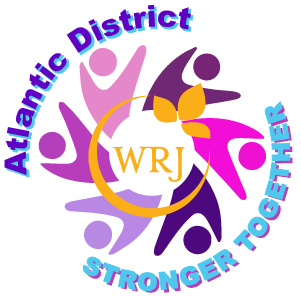 Atlantic District
WRJ
STRONGER TOGETHER